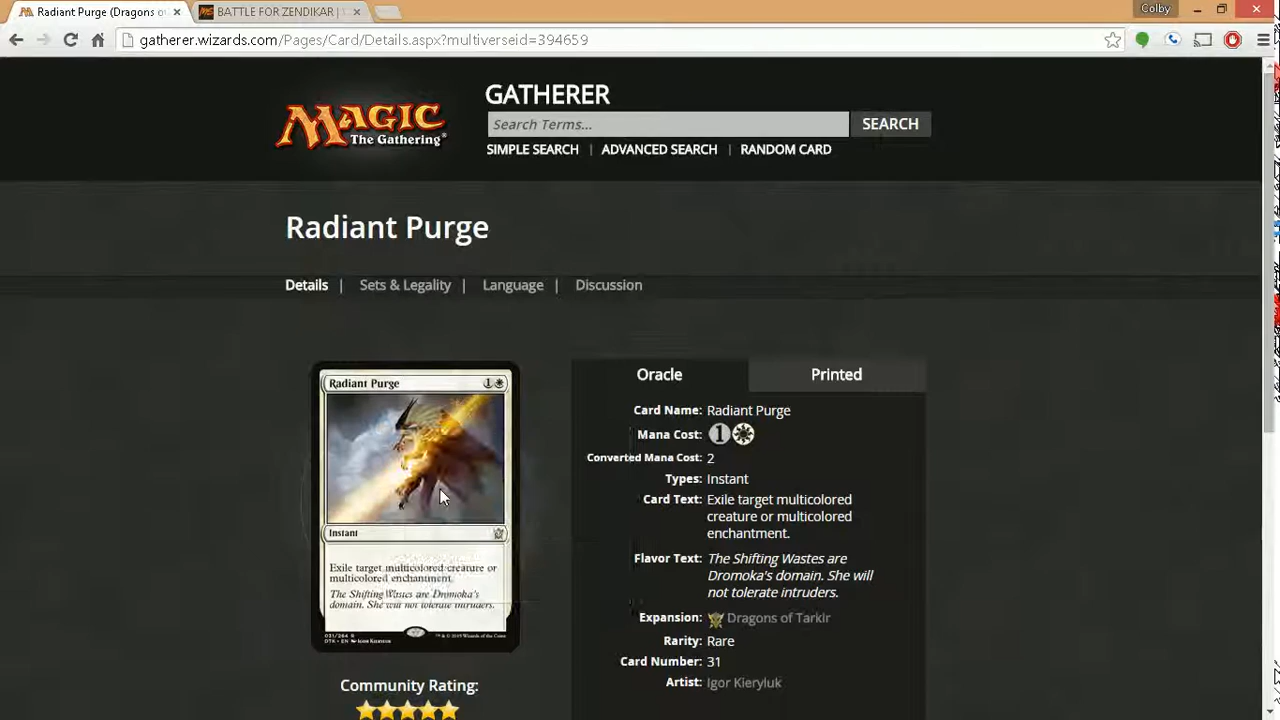 Radiant Purge (Dragons o
BATTLE FOR ZENDIKAR |
Colby
gatherer.wizards.com/Pages/Card/Details.aspx?multiverseid=394659
MAGIC
The Gathering®
GATHERER
Search Terms...
SEARCH
SIMPLE SEARCH | ADVANCED SEARCH | RANDOM CARD
Radiant Purge
Details | Sets & Legality | Language | Discussion
Radiant Purge 1
Instant
Exile target multicolored creature or
multicolored enchantment.
The Shifting Wastes are Dromoka's
domain. She will not tolerate intruders.
031/264 R
Oracle
Printed
Card Name: Radiant Purge
Mana Cost: 1
Converted Mana Cost: 2
Types: Instant
Card Text: Exile target multicolored
creature or multicolored
enchantment.
Flavor Text: The Shifting Wastes are
Dromoka's domain. She will
not tolerate intruders.
Expansion: Dragons of Tarkir
Rarity: Rare
Card Number: 31
Artist: Igor Kieryluk
Community Rating: